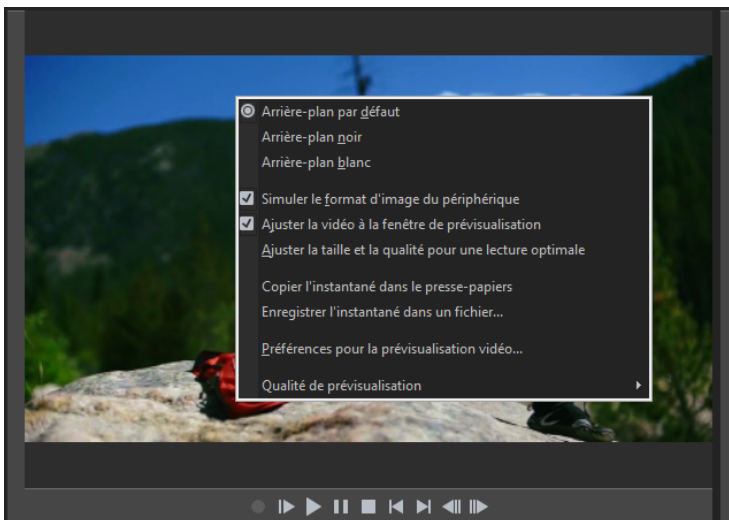 Arrière-plan par défaut
Arrière-plan noir
Arrière-plan blanc
Simuler le format d'image du périphérique
Ajuster la vidéo à la fenêtre de prévisualisation
Ajuster la taille et la qualité pour une lecture optimale
Copier l'instantané dans le presse-papiers
Enregistrer l'instantané dans un fichier...
Préférences pour la prévisualisation vidéo...
Qualité de prévisualisation